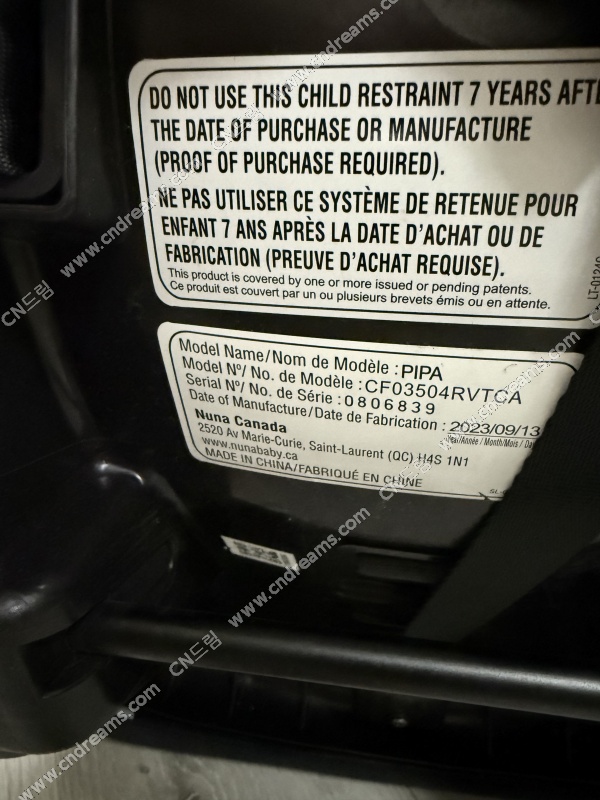 DO NOT USE THIS CHILD RESTRAINT 7 YEARS
THE DATE OF PURCHASE OR MANUFACTURE
(PROOF OF PURCHASE REQUIRED).
NE PAS UTILISER CE SYSTÈME DE RETENUE POUR
ENFANT 7 ANS APRÈS LA DATE D'ACHAT OU DE
FABRICATION (PREUVE D'ACHAT REQUISE).
This product is covered by one or more issued or pending patents.
Ce produit est couvert par un ou plusieurs brevets émis ou en attente.
Model Name/Nom de Modèle : PIPA
Model Nº/ No. de Modèle : CF03504RVTCA
Serial Nº/ No. de Série : 0806839
Date of Manufacture/Date de Fabrication : 2023/09/13
Year/Année / Month/Mois /
Nuna Canada
2520 Av Marie-Curie, Saint-Laurent (QC) H4S 1N1
www.nunababy.ca
MADE IN CHINA/FABRIQUÉ EN CHINE
CN드림 www.cndreams.com